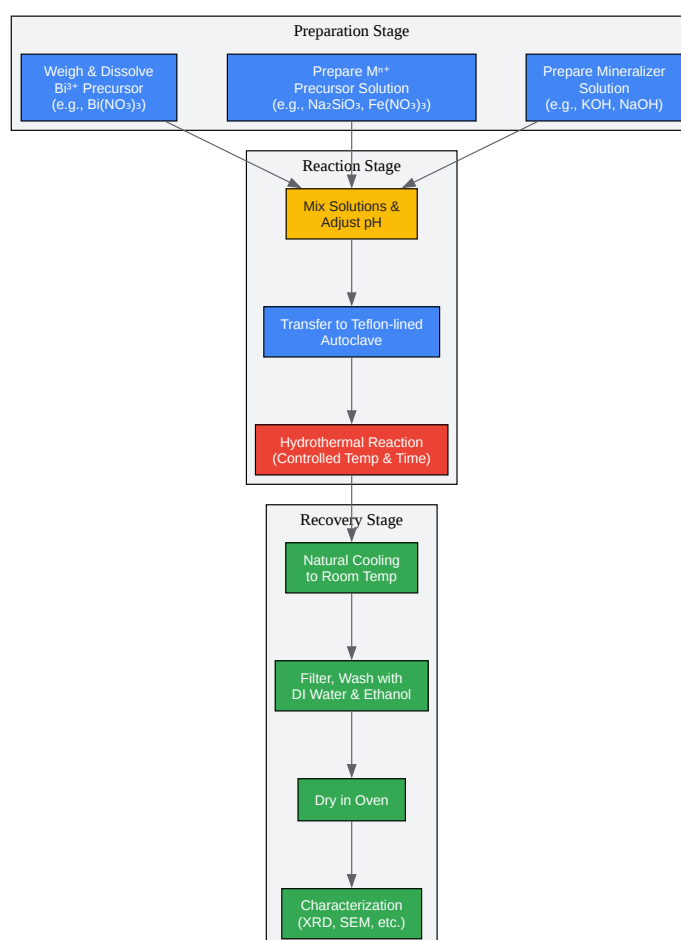 Preparation Stage
Weigh & Dissolve
Bi³⁺ Precursor
(e.g., Bi(NO₃)₃)
Prepare Mⁿ⁺
Precursor Solution
(e.g., Na₂SiO₃, Fe(NO₃)₃)
Prepare Mineralizer
Solution
(e.g., KOH, NaOH)
Reaction Stage
Mix Solutions &
Adjust pH
Transfer to Teflon-lined
Autoclave
Hydrothermal Reaction
(Controlled Temp & Time)
Recovery Stage
Natural Cooling
to Room Temp
Filter, Wash with
DI Water & Ethanol
Dry in Oven
Characterization
(XRD, SEM, etc.)